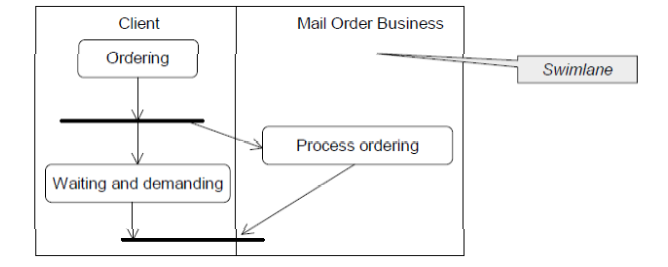 Client
Mail Order Business
Ordering
Swimlane
Process ordering
Waiting and demanding